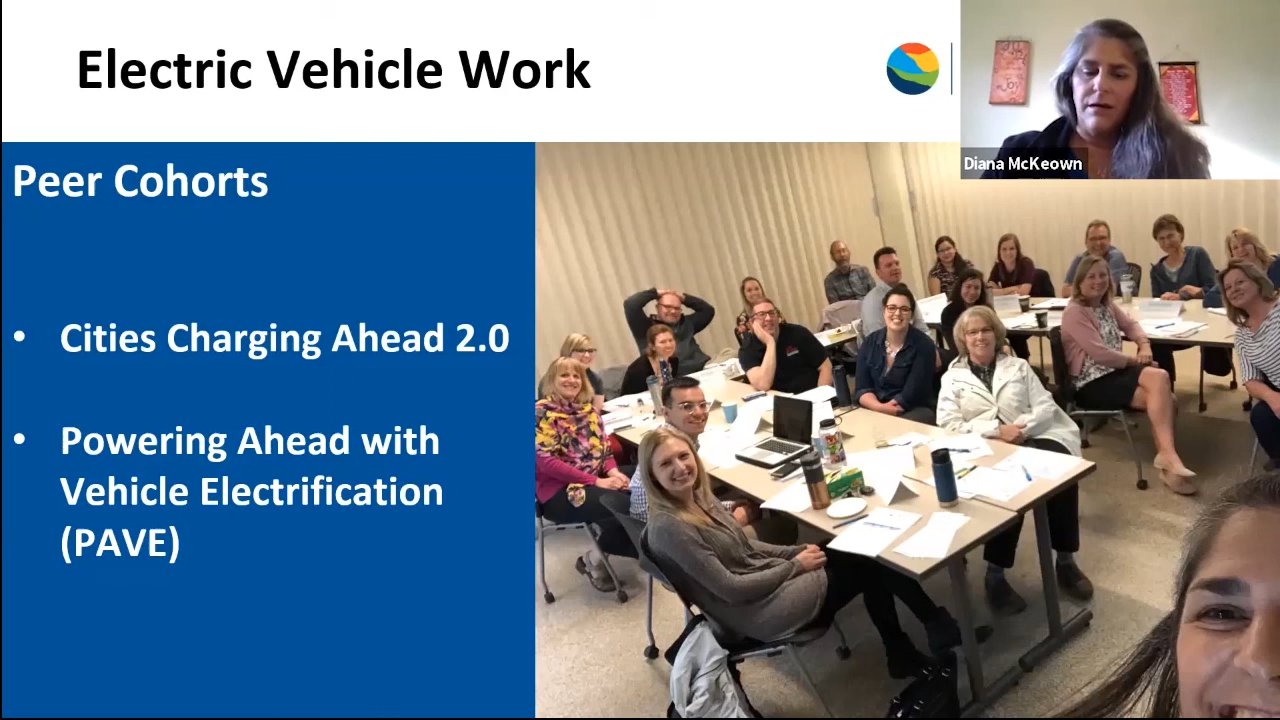 Electric Vehicle Work
Diana McKeown
Peer Cohorts
• Cities Charging Ahead 2.0
• Powering Ahead with
Vehicle Electrification
(PAVE)